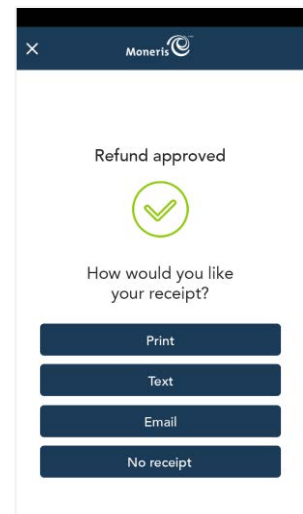 Moneris
Refund approved
How would you like
your receipt?
Print
Text
Email
No receipt